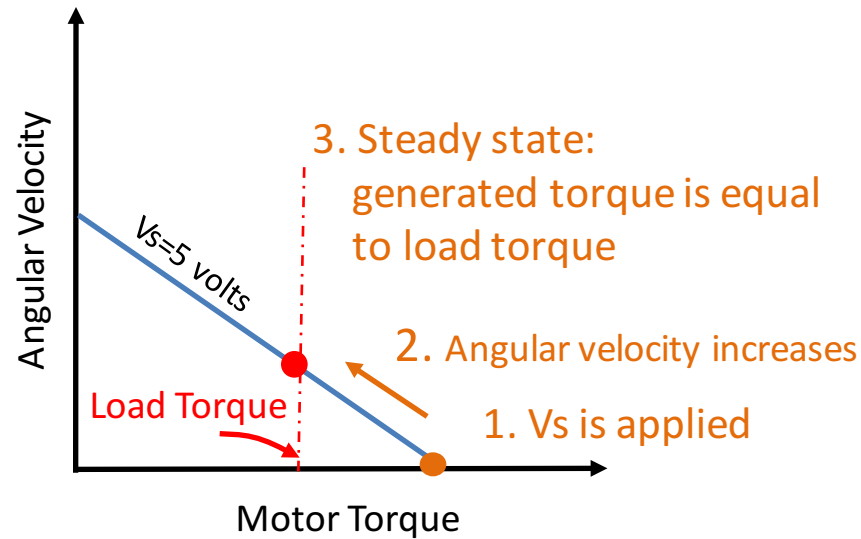 Angular Velocity
3. Steady state:
generated torque is equal
to load torque
Vs=5 volts
2. Angular velocity increases
Load Torque
1. Vs is applied
Motor Torque